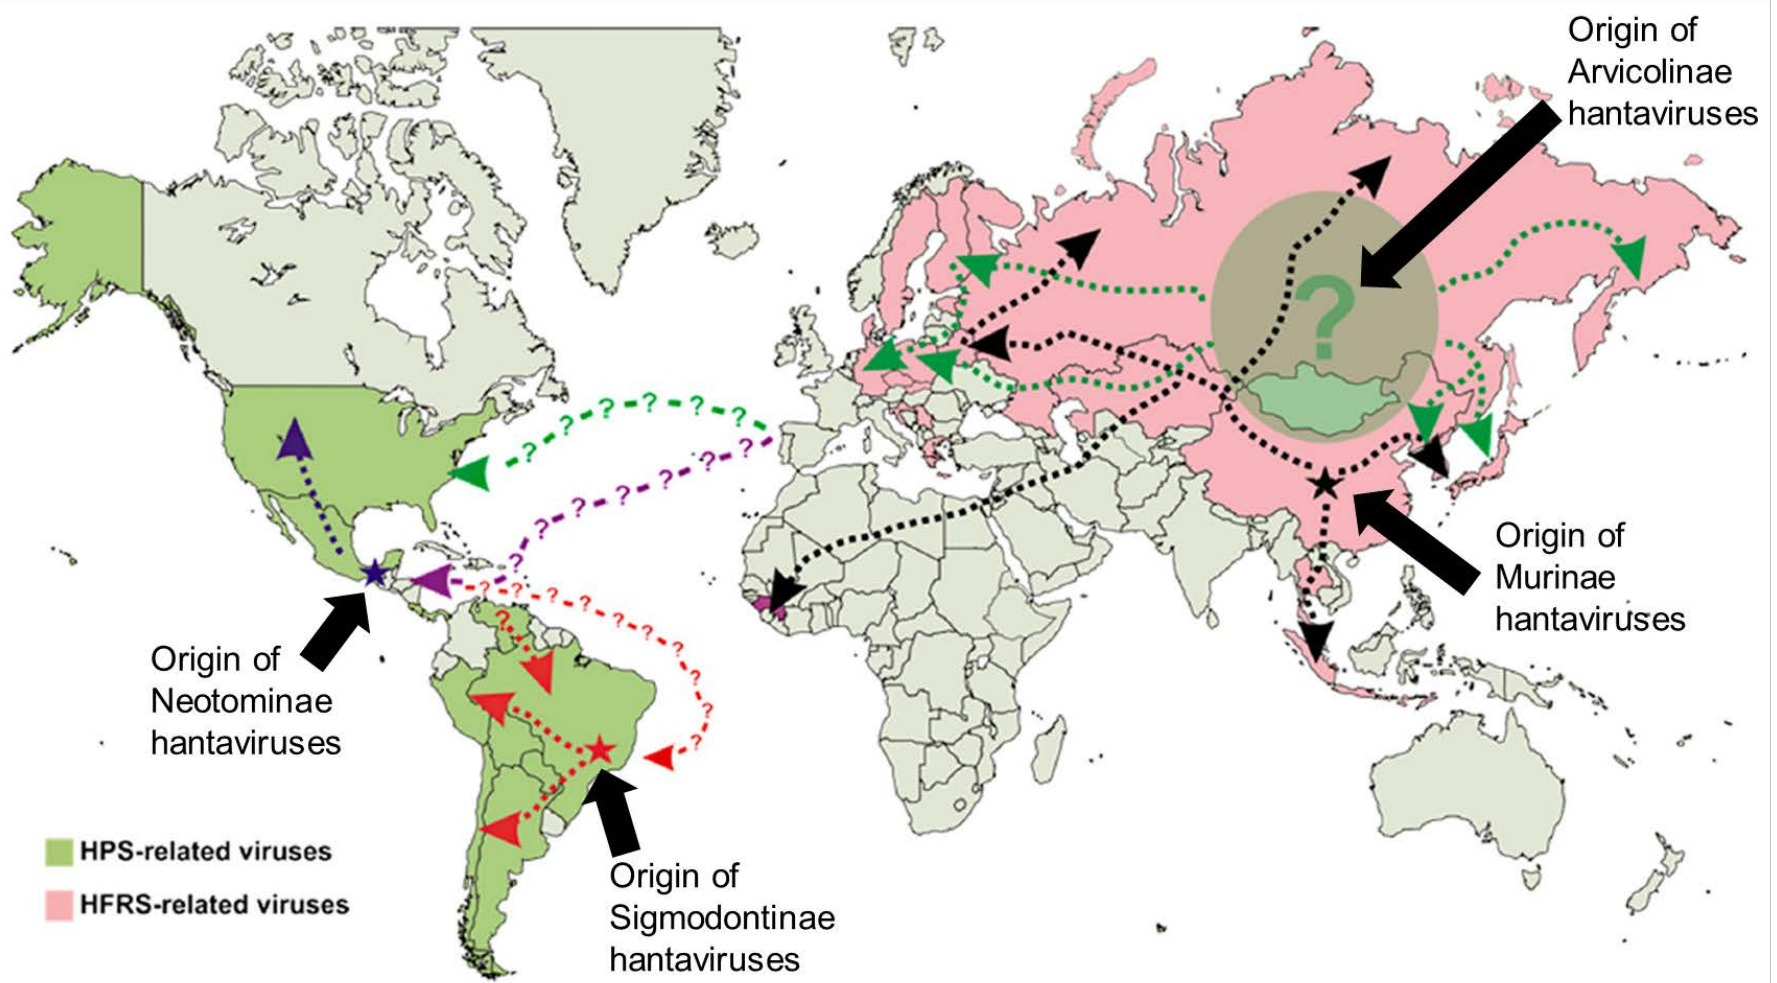 Origin of
Arvicolinae
hantaviruses
?
? ? ? ? ? ?
? ? ? ? ? ? ?
? ? ? ? ? ? ? ? ? ?
?
Origin of
Murinae
hantaviruses
Origin of
Neotominae
hantaviruses
HPS-related viruses
HFRS-related viruses
Origin of
Sigmodontinae
hantaviruses